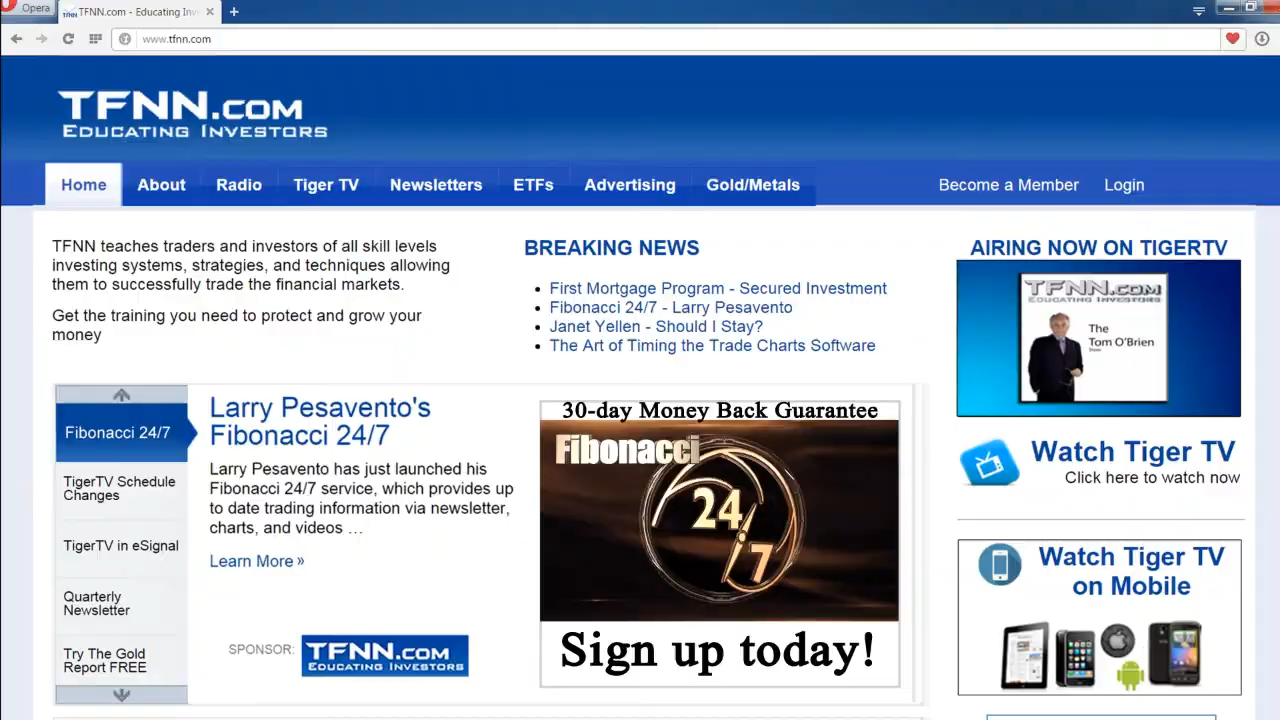 Opera
TFNN.com - Educating Inv
www.tfnn.com
TFNN.COM
EDUCATING INVESTORS
Home
About
Radio
Tiger TV
Newsletters
ETFs
Advertising
Gold/Metals
Become a Member
Login
TFNN teaches traders and investors of all skill levels
investing systems, strategies, and techniques allowing
them to successfully trade the financial markets.
Get the training you need to protect and grow your
money
BREAKING NEWS
First Mortgage Program - Secured Investment
Fibonacci 24/7 - Larry Pesavento
Janet Yellen - Should I Stay?
The Art of Timing the Trade Charts Software
AIRING NOW ON TIGERTV
TFNN.COM
EDUCATING INVESTORS
The
Tom O'Brien
Show
Watch Tiger TV
Click here to watch now
Fibonacci 24/7
TigerTV Schedule
Changes
TigerTV in eSignal
Quarterly
Newsletter
Try The Gold
Report FREE
Larry Pesavento's
Fibonacci 24/7
Larry Pesavento has just launched his
Fibonacci 24/7 service, which provides up
to date trading information via newsletter,
charts, and videos …
Learn More »
SPONSOR:
TFNN.COM
EDUCATING INVESTORS
30-day Money Back Guarantee
Fibonacci
24
7
Sign up today!
Watch Tiger TV
on Mobile